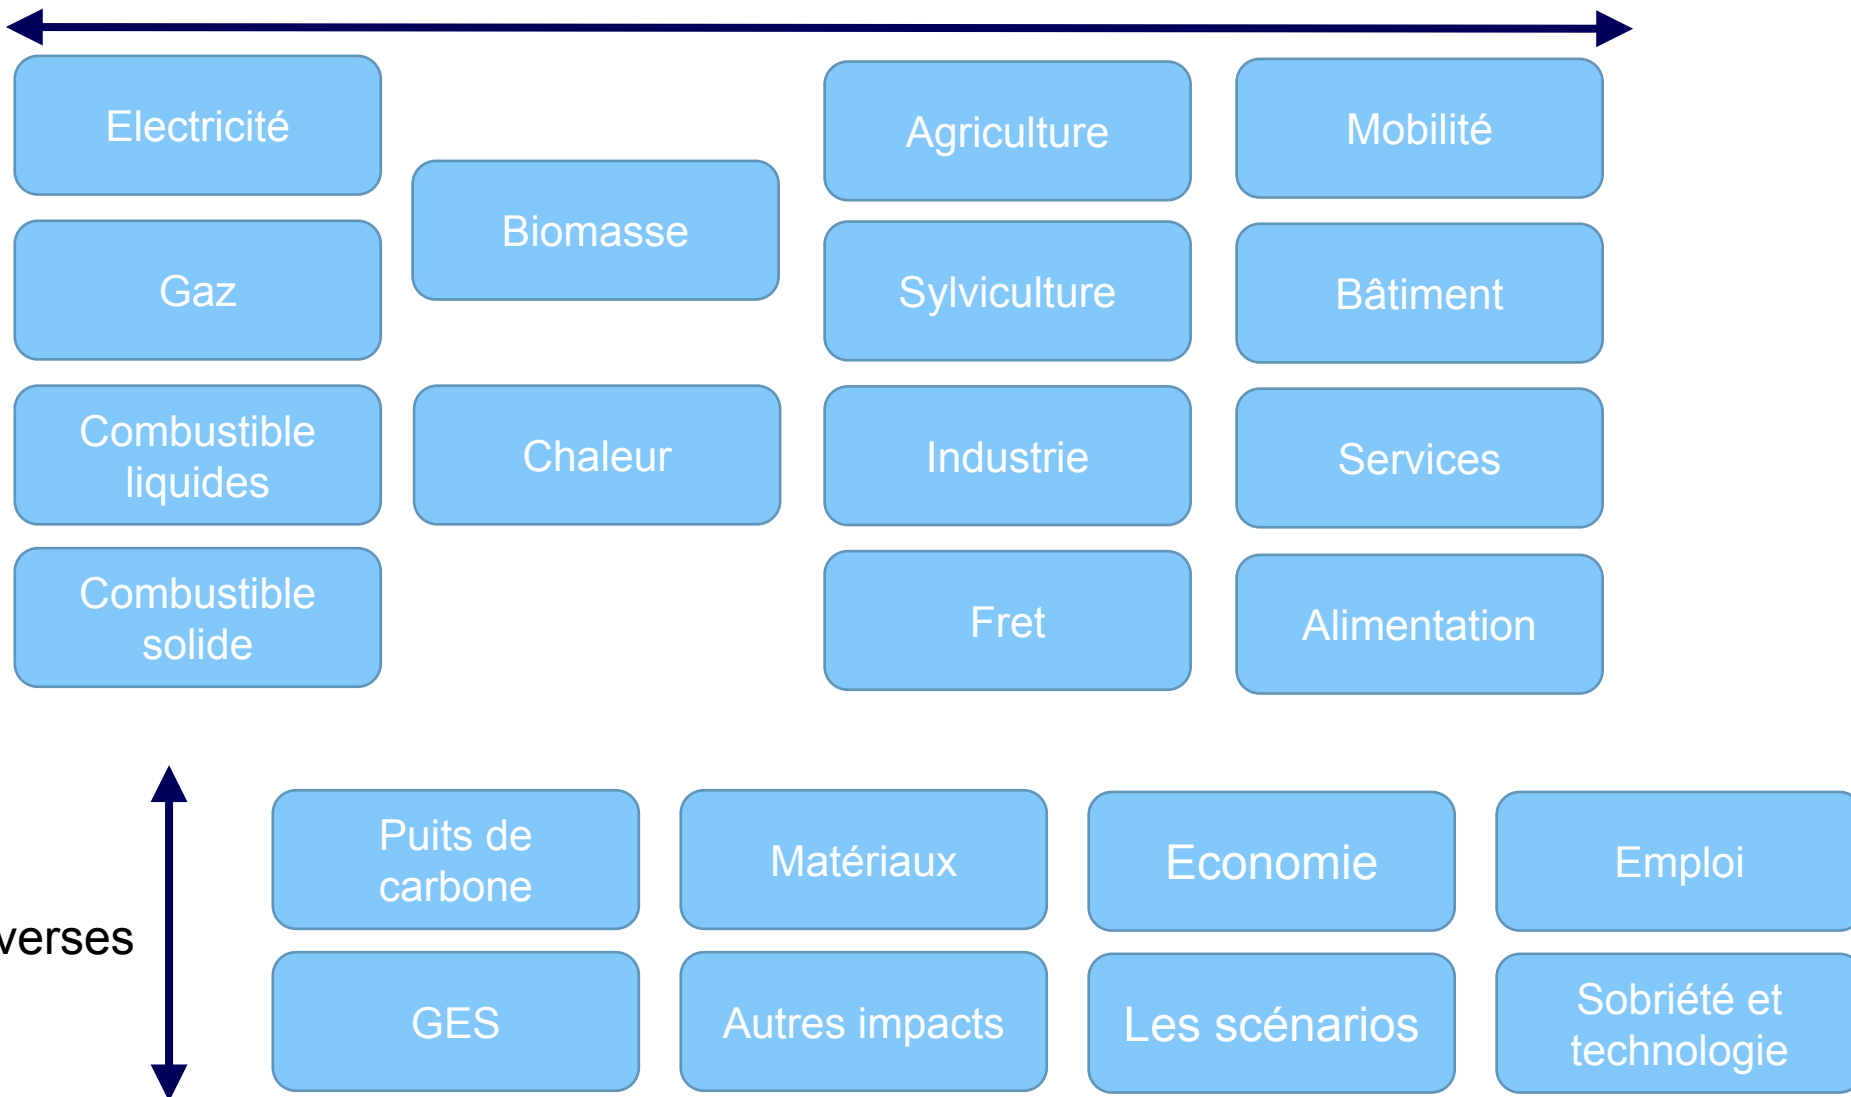 Electricité
Agriculture
Mobilité
Biomasse
Gaz
Sylviculture
Bâtiment
Combustible
liquides
Chaleur
Industrie
Services
Combustible
solide
Fret
Alimentation
Puits de
carbone
Matériaux
Economie
Emploi
verses
GES
Autres impacts
Les scénarios
Sobriété et
technologie